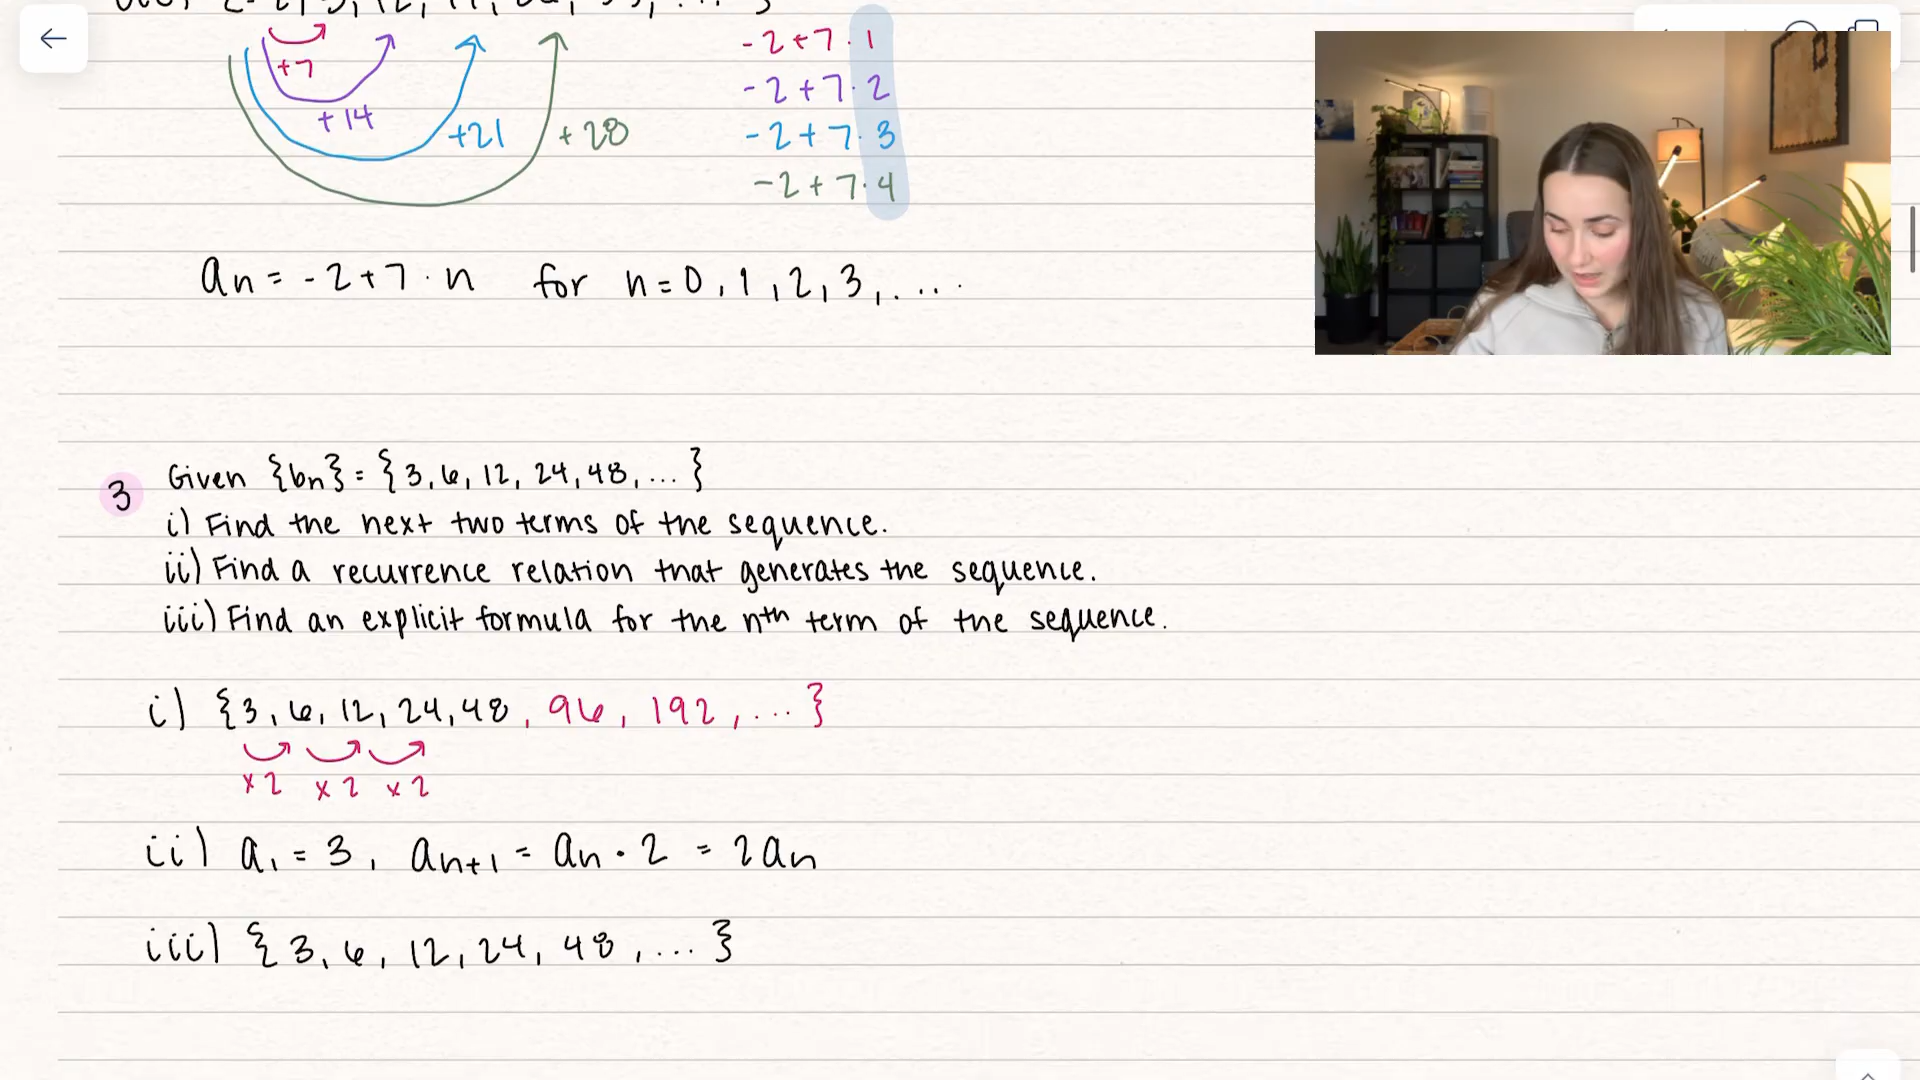 +7
+14
+21
+28
-2+7·1
-2+7·2
-2+7·3
-2+7·4
an = -2+7·n for n=0,1,2,3,....
3 Given {bn} = {3,6,12,24,48,...}
i) Find the next two terms of the sequence.
ii) Find a recurrence relation that generates the sequence.
iii) Find an explicit formula for the nth term of the sequence.
i) {3,6,12,24,48,96,192,...}
x2 x2 x2
ii) a1=3, an+1 = an·2 = 2an
iii) {3,6,12,24,48,...}